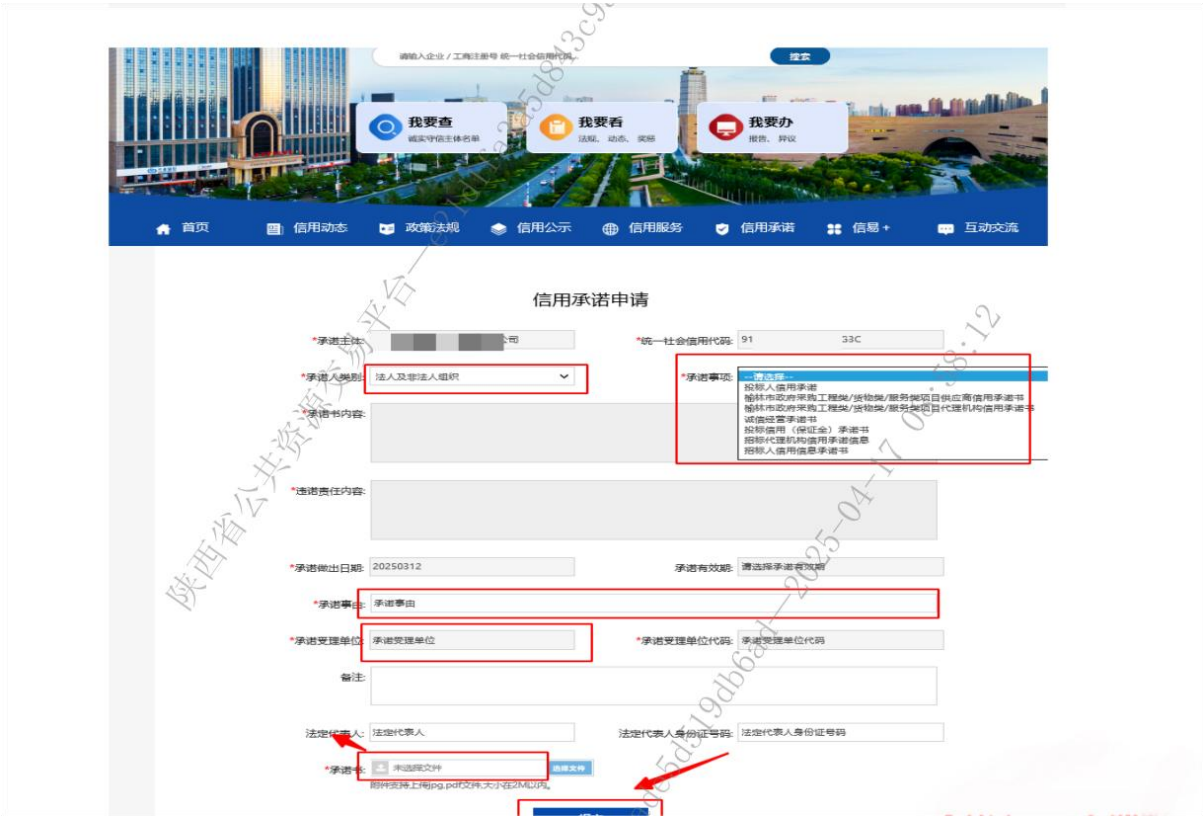 请输入企业 / 工商注册号 统一社会信用代码...
搜索
我要查
诚实守信主体名单
我要看
法规、动态、奖惩
我要办
报告、异议
首页
信用动态
政策法规
信用公示
信用服务
信用承诺
信易+
互动交流
信用承诺申请
*承诺主体: 公司
*统一社会信用代码: 91 33C
*承诺人类别: 法人及非法人组织
*承诺事项: --请选择--
投标人信用承诺
榆林市政府采购工程类/货物类/服务类项目供应商信用承诺书
榆林市政府采购工程类/货物类/服务类项目代理机构信用承诺书
诚信经营承诺书
投标信用（保证金）承诺书
招标代理机构信用承诺信息
招标人信用信息承诺书
*承诺书内容:
*违诺责任内容:
*承诺做出日期: 20250312
承诺有效期: 请选择承诺有效期
*承诺事由: 承诺事由
*承诺受理单位: 承诺受理单位
*承诺受理单位代码: 承诺受理单位代码
备注:
法定代表人: 法定代表人
法定代表人身份证号码: 法定代表人身份证号码
*承诺书: 未选择文件 选择文件
附件支持上传jpg,pdf文件,大小在2M以内。
陕西省公共资源交易平台
2025-04-17 08:58:12